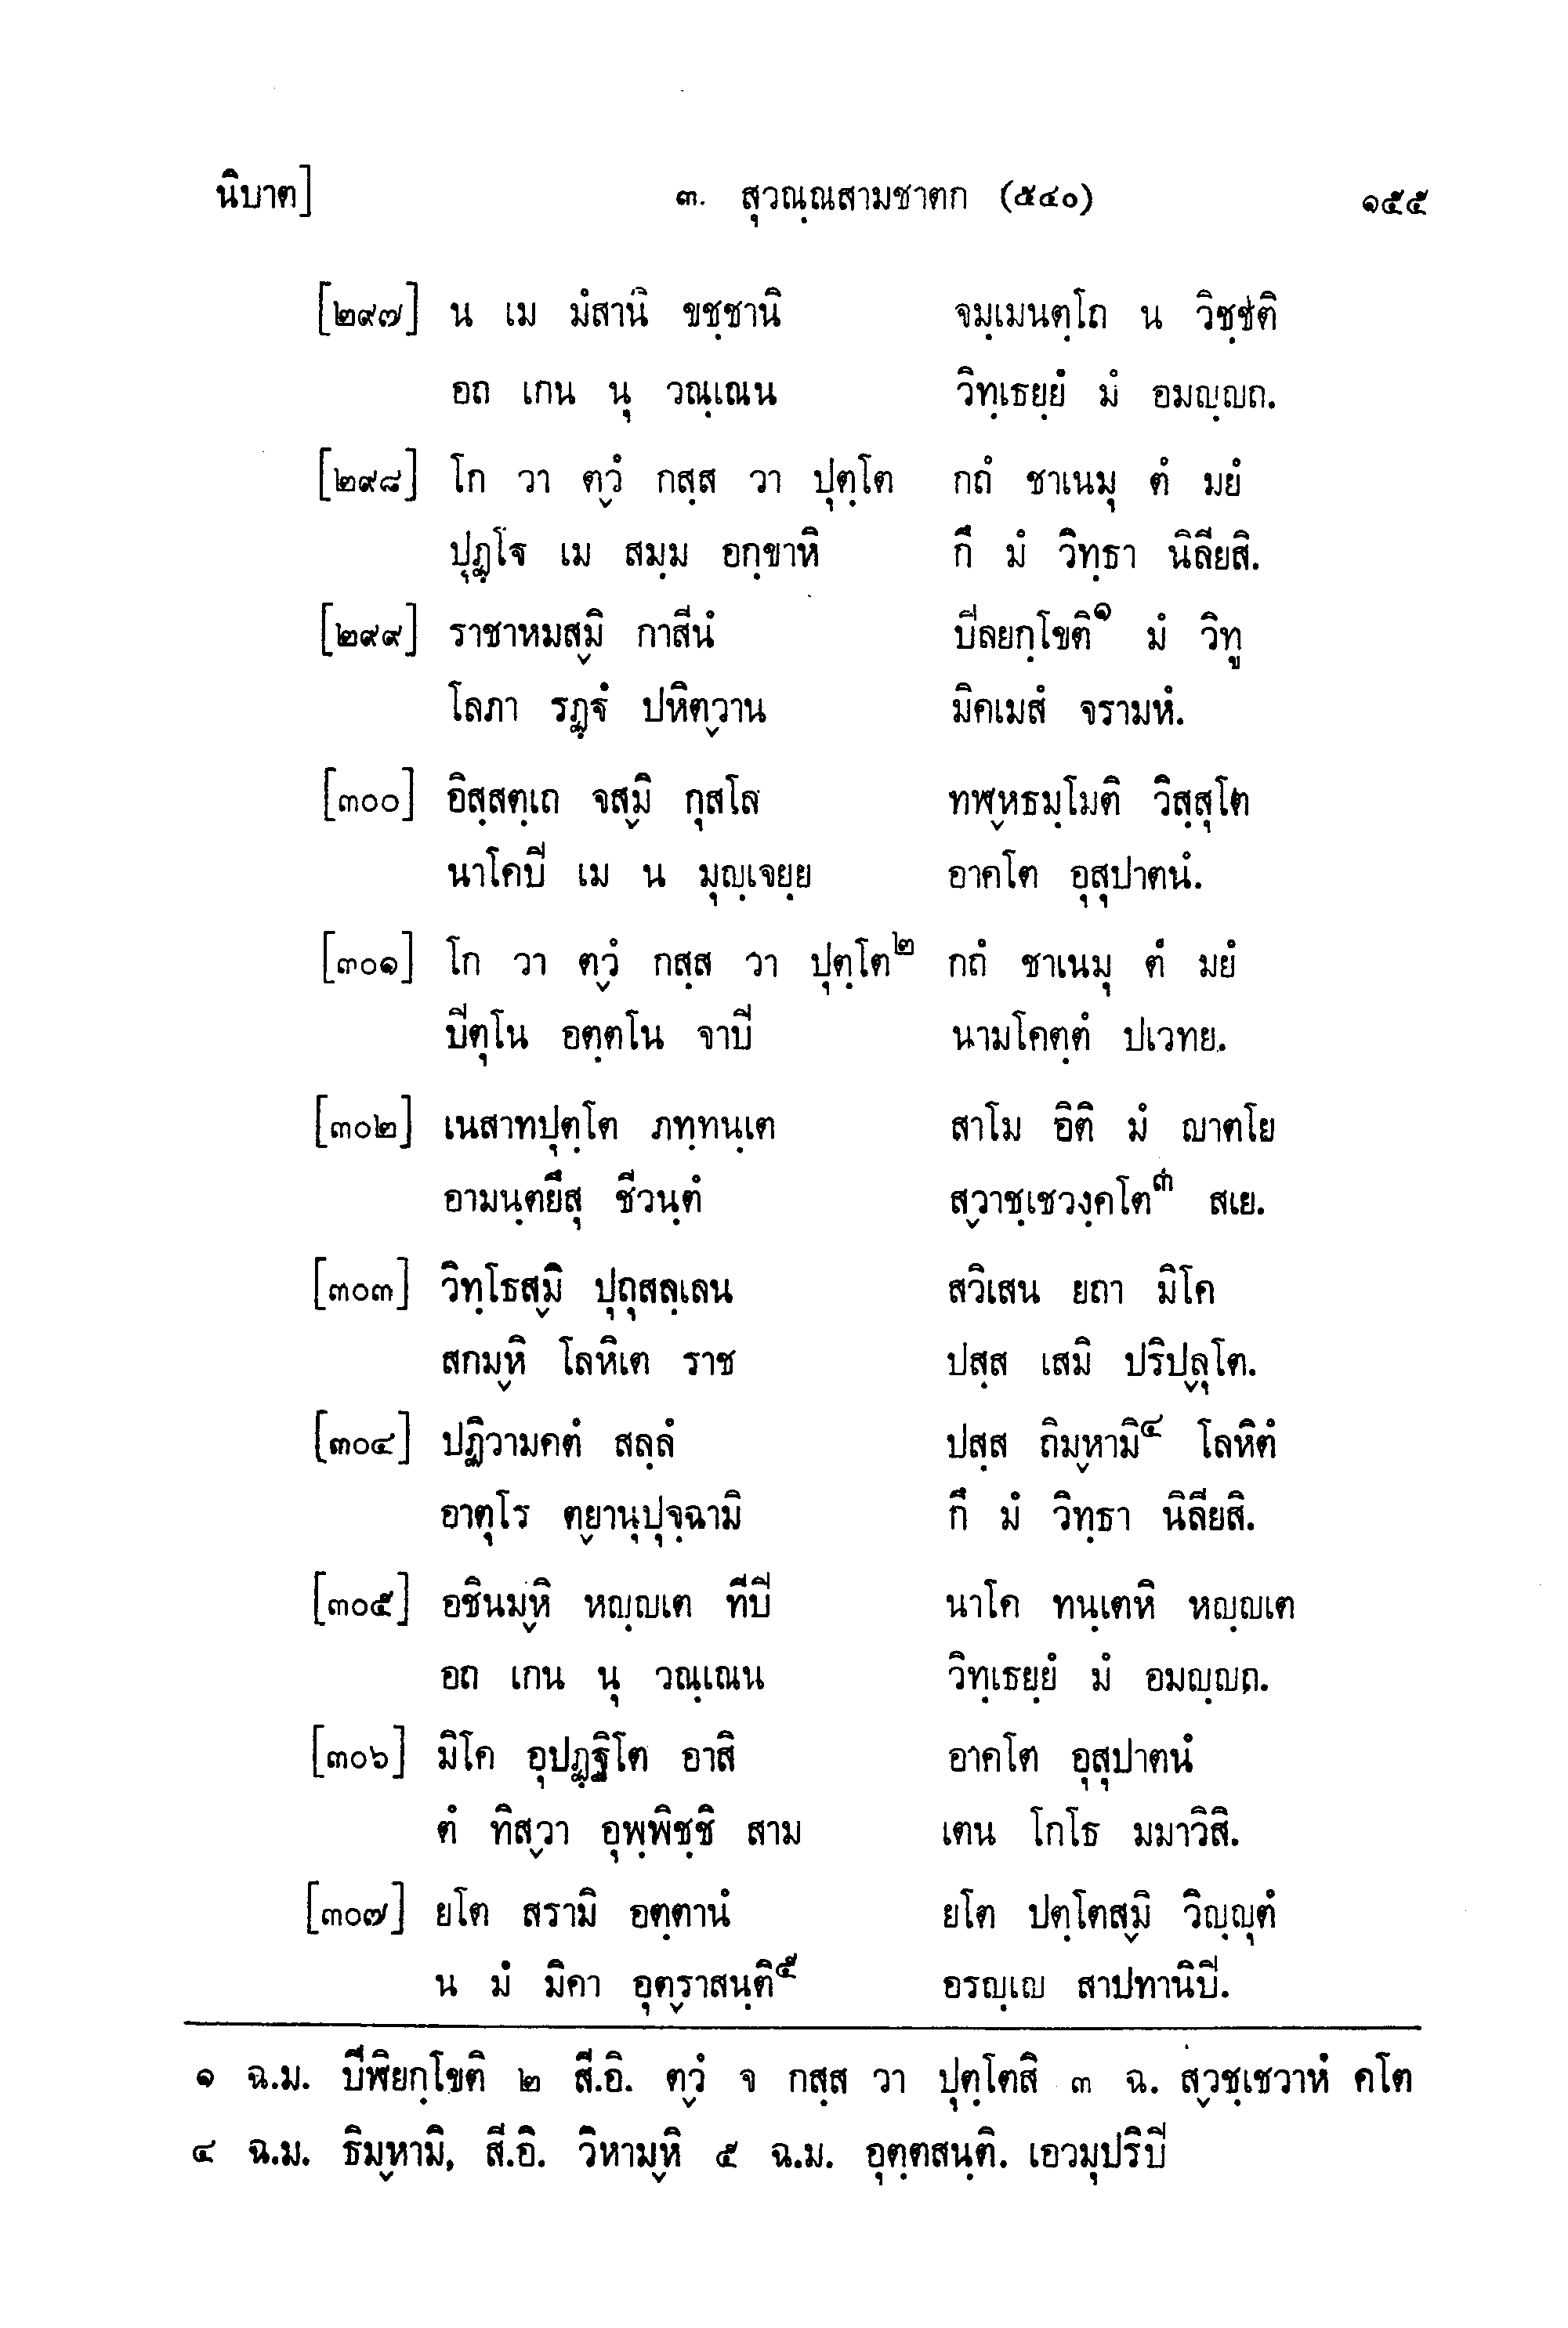 นิบาต] ๓. สุวณฺณสามชาตก (๕๔๐) ๑๕๕
[๒๙๗] น เม มํสานิ ขชฺชานิ จมฺเมนตฺโถ น วิชฺชติ
อถ เกน นุ วณฺเณน วิทฺเธยฺยํ มํ อมญฺญถ.
[๒๙๘] โก วา ตฺวํ กสฺส วา ปุตฺโต กถํ ชาเนมุ ตํ มยํ
ปุฏฺโฐ เม สมฺม อกฺขาหิ กึ มํ วิทฺธา นิลียสิ.
[๒๙๙] ราชาหมสฺมิ กาสีนํ ปิลยกฺโขติ๑ มํ วิทู
โลภา รฏฺฐํ ปหิตฺวาน มิคเมสํ จรามหํ.
[๓๐๐] อิสฺสตฺเถ จสฺมิ กุสโล ทฬฺหธมฺโมติ วิสฺสุโต
นาโคปิ เม น มุญฺเจยฺย อาคโต อุสุปาตนํ.
[๓๐๑] โก วา ตฺวํ กสฺส วา ปุตฺโต๒ กถํ ชาเนมุ ตํ มยํ
ปิตุโน อตฺตโน จาปิ นามโคตฺตํ ปเวทย.
[๓๐๒] เนสาทปุตฺโต ภทฺทนฺเต สาโม อิติ มํ ญาตโย
อามนฺตยึสุ ชีวนฺตํ สฺวาชฺเชวงฺคโต๓ สเย.
[๓๐๓] วิทฺโธสฺมิ ปุถุสลฺเลน สวิเสน ยถา มิโค
สกมฺหิ โลหิเต ราช ปสฺส เสมิ ปริปฺลุโต.
[๓๐๔] ปฏิวามคตํ สลฺลํ ปสฺส ถิมฺหามิ๔ โลหิตํ
อาตุโร ตฺยานุปุจฺฉามิ กึ มํ วิทฺธา นิลียสิ.
[๓๐๕] อชินมฺหิ หญฺญเต ทีปิ นาโค ทนฺเตหิ หญฺญเต
อถ เกน นุ วณฺเณน วิทฺเธยฺยํ มํ อมญฺญถ.
[๓๐๖] มิโค อุปฏฺฐิโต อาสิ อาคโต อุสุปาตนํ
ตํ ทิสฺวา อุพฺพิชฺชิ สาม เตน โกโธ มมาวิสิ.
[๓๐๗] ยโต สรามิ อตฺตานํ ยโต ปตฺโตสฺมิ วิญฺญุตํ
น มํ มิคา อุตฺราสนฺติ๕ อรญฺเญ สาปทานิปิ.
๑ ฉ.ม. ปิฬิยกฺโขติ ๒ สี.อิ. ตฺวํ จ กสฺส วา ปุตฺโตสิ ๓ ฉ. สฺวชฺเชวาหํ คโต
๔ ฉ.ม. ธิมฺหามิ, สี.อิ. วิหามฺหิ ๕ ฉ.ม. อุตฺตสนฺติ. เอวมุปริปิ